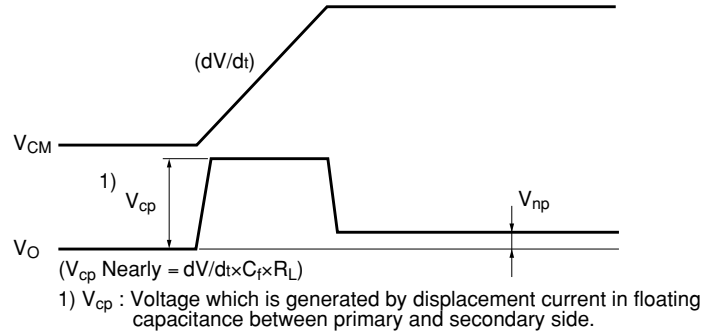 (dV/dt)
V_CM
1)
V_cp
V_np
V_O
(V_cp Nearly = dV/dt×C_f×R_L)
1) V_cp : Voltage which is generated by displacement current in floating
capacitance between primary and secondary side.